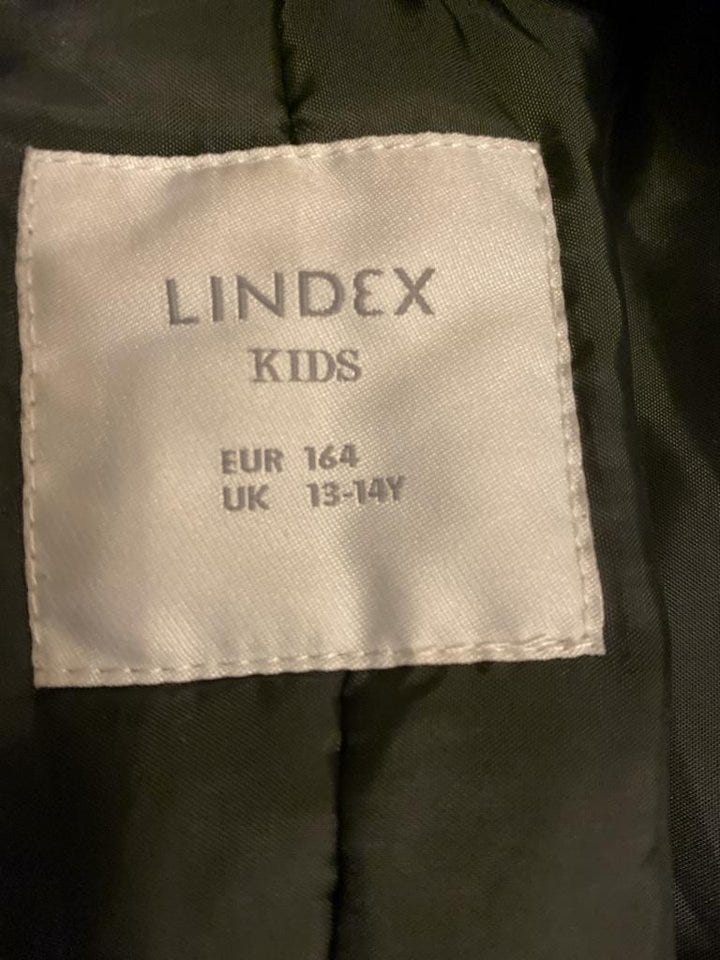 LINDEX
KIDS
EUR 164
UK 13-14Y